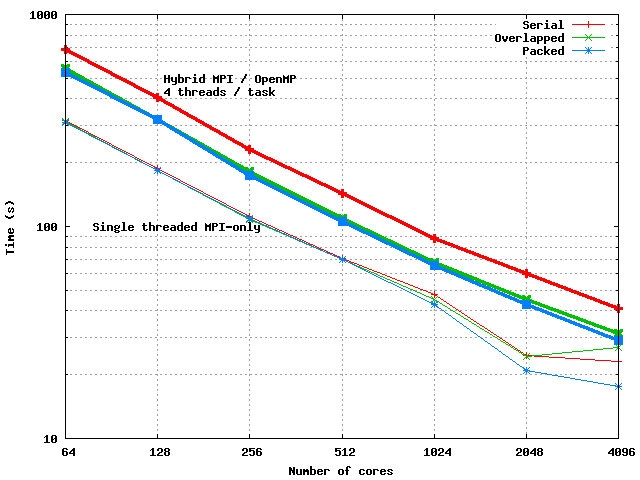 1000
Serial
Overlapped
Packed
Hybrid MPI / OpenMP
4 threads / task
100
Single threaded MPI-only
Time (s)
10
64 128 256 512 1024 2048 4096
Number of cores